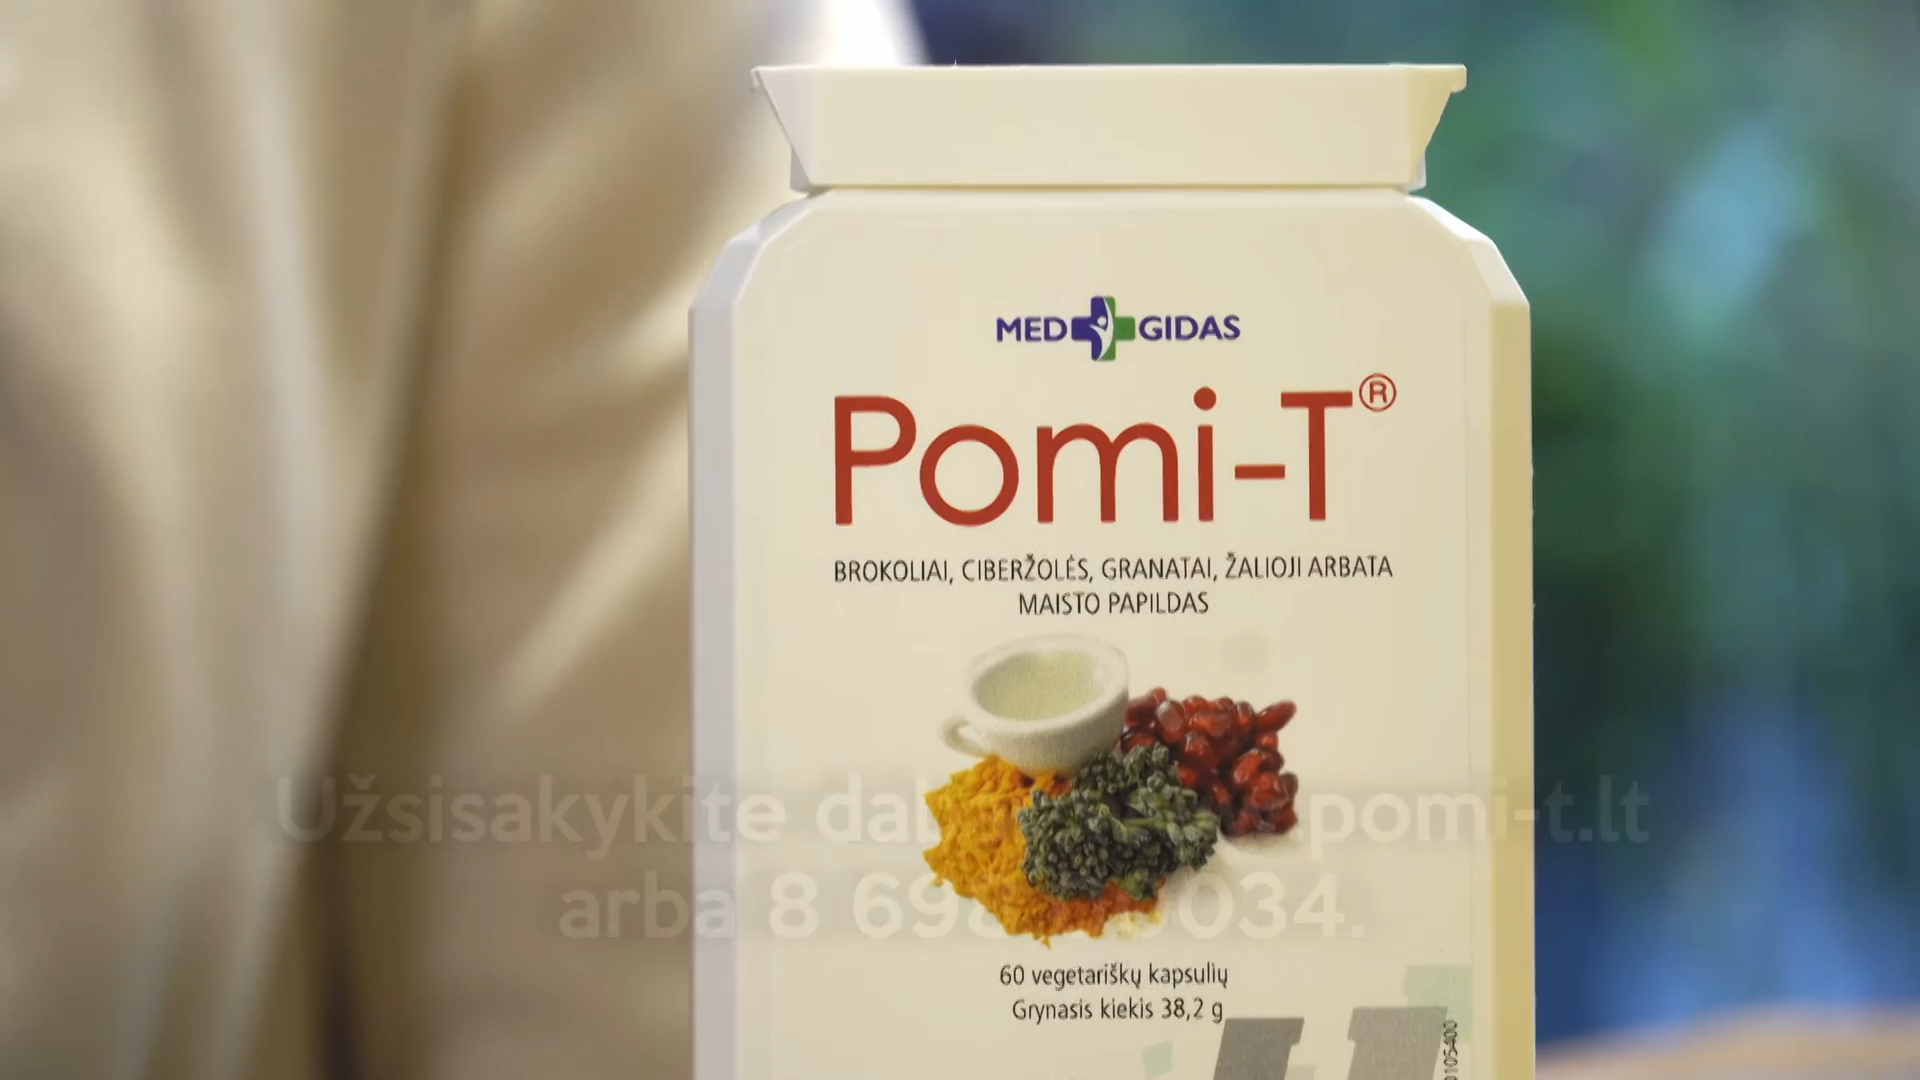 MED GIDAS
Pomi-T®
BROKOLIAI, CIBERŽOLĖS, GRANATAI, ŽALIOJI ARBATA
MAISTO PAPILDAS
Užsisakykite pomi-t.lt
arba 8
60 vegetariškų kapsulių
Grynasis kiekis 38,2 g
0105400